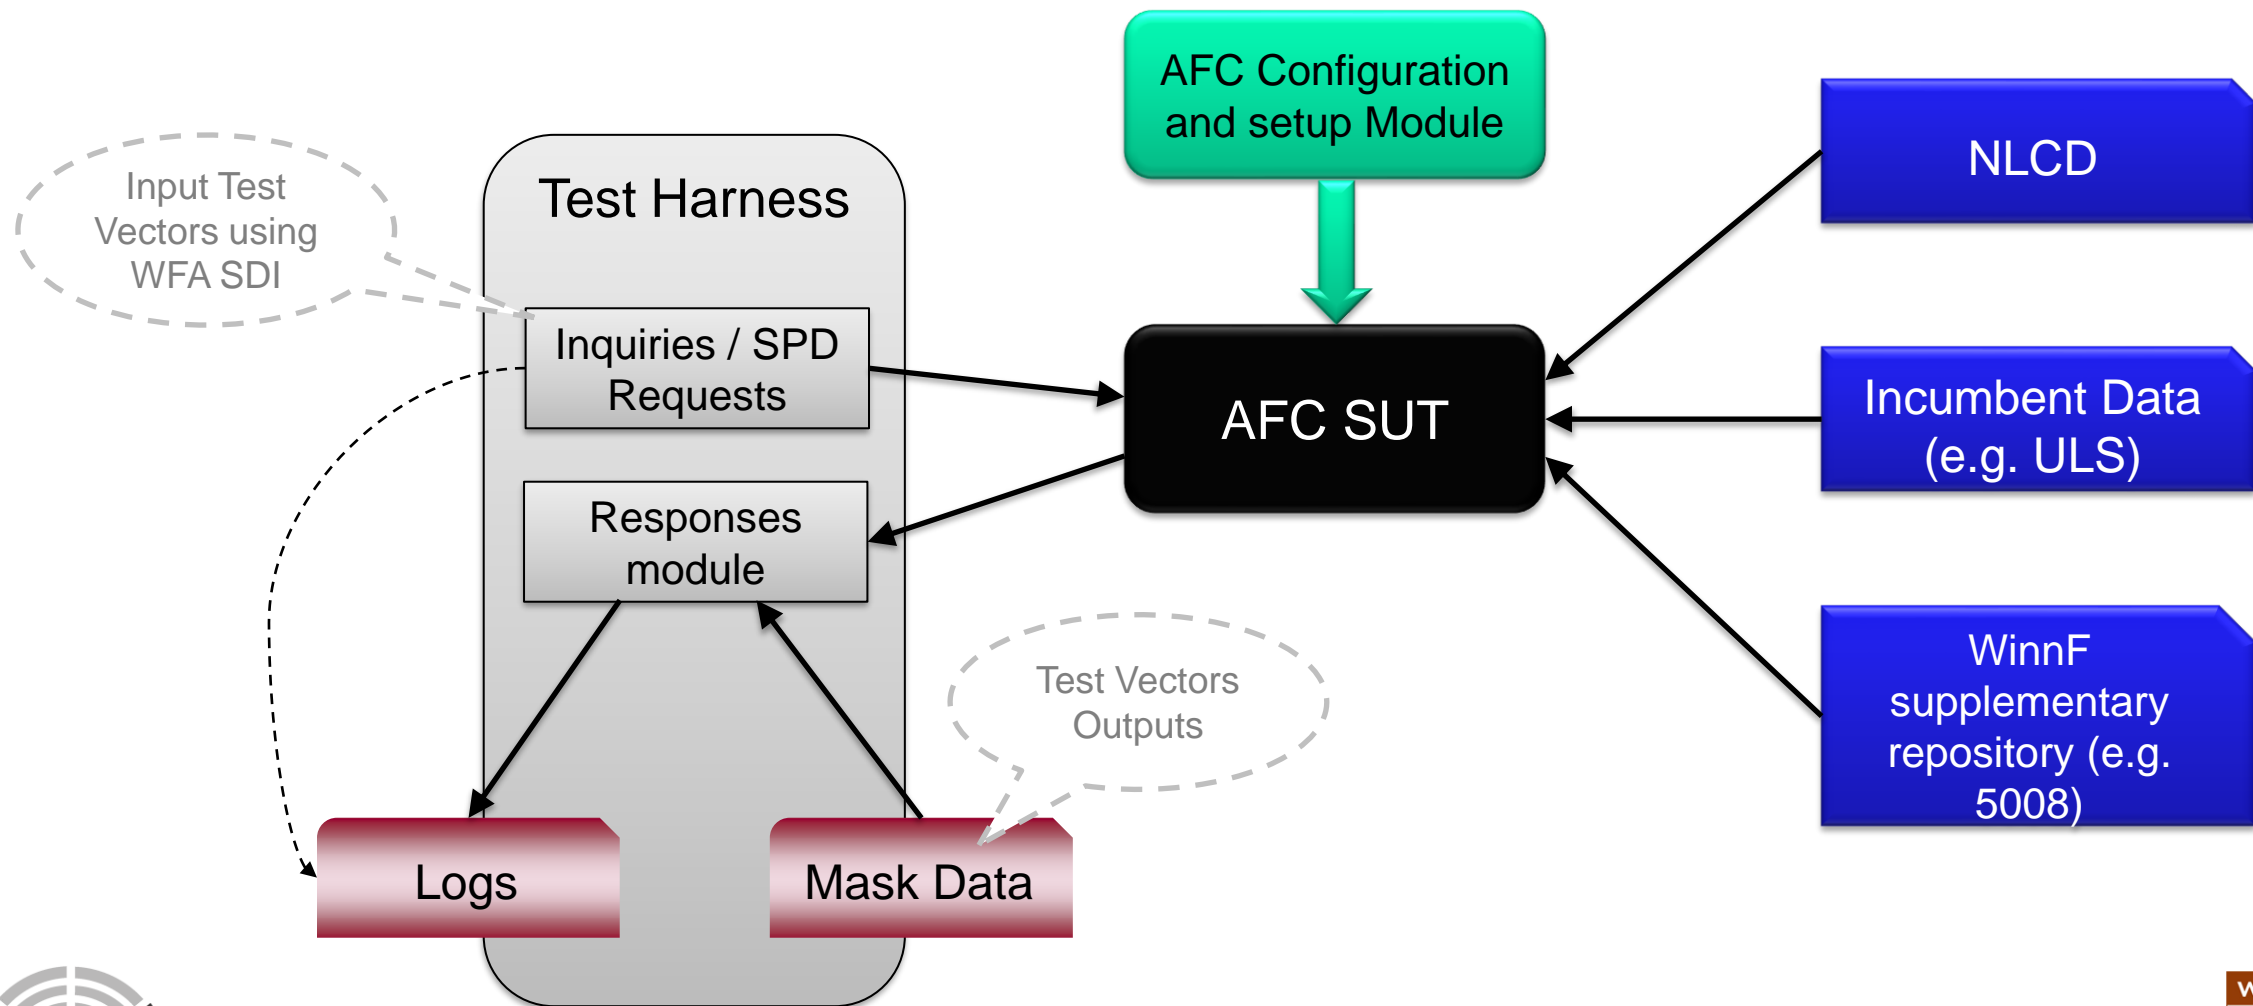 AFC Configuration
and setup Module
NLCD
Input Test
Vectors using
WFA SDI
Test Harness
Inquiries / SPD
Requests
AFC SUT
Incumbent Data
(e.g. ULS)
Responses
module
Test Vectors
Outputs
WinnF
supplementary
repository (e.g.
5008)
Logs
Mask Data